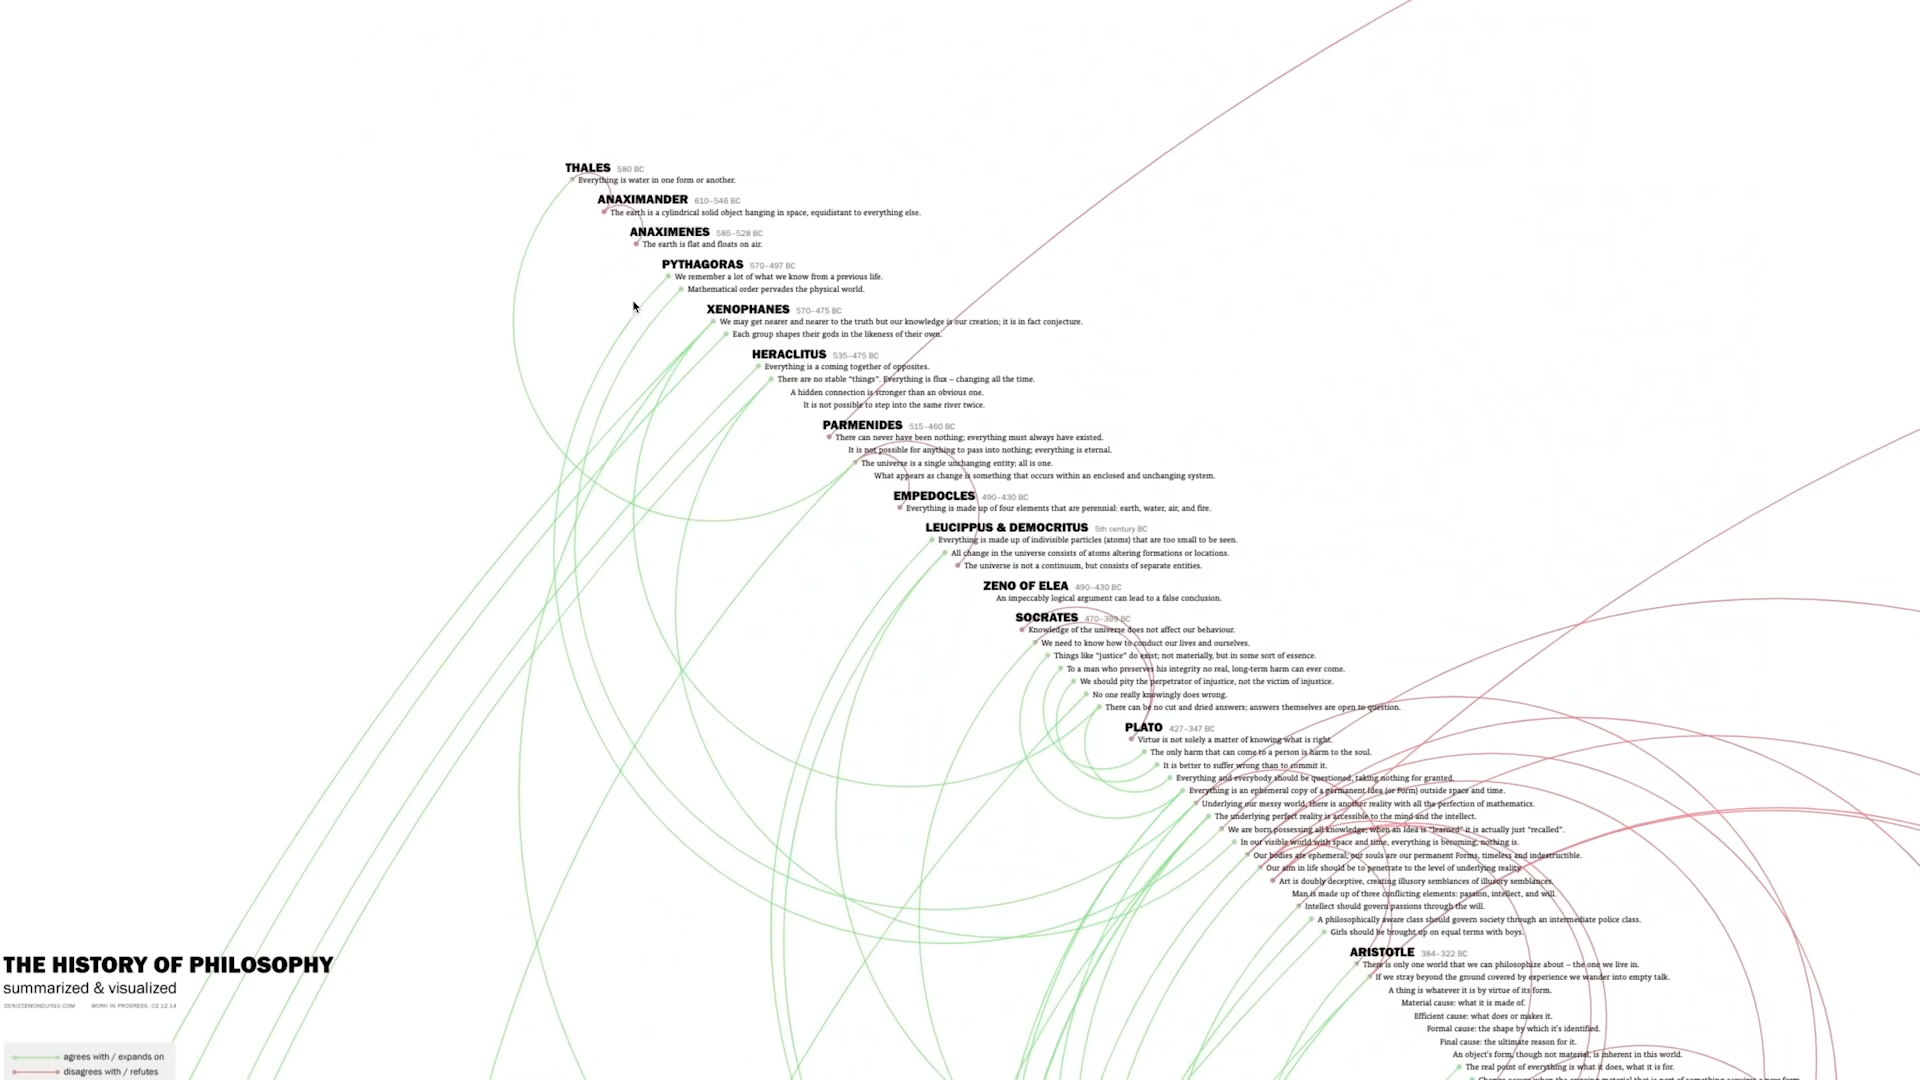 THALES 580 BC
Everything is water in one form or another.
ANAXIMANDER 610–546 BC
The earth is a cylindrical solid object hanging in space, equidistant to everything else.
ANAXIMENES 585–528 BC
The earth is flat and floats on air.
PYTHAGORAS 570–497 BC
We remember a lot of what we know from a previous life.
Mathematical order pervades the physical world.
XENOPHANES 570–475 BC
We may get nearer and nearer to the truth but our knowledge is our creation; it is in fact conjecture.
Each group shapes their gods in the likeness of their own.
HERACLITUS 535–475 BC
Everything is a coming together of opposites.
There are no stable “things”. Everything is flux – changing all the time.
A hidden connection is stronger than an obvious one.
It is not possible to step into the same river twice.
PARMENIDES 515–460 BC
There can never have been nothing; everything must always have existed.
It is not possible for anything to pass into nothing; everything is eternal.
The universe is a single unchanging entity; all is one.
What appears as change is something that occurs within an enclosed and unchanging system.
EMPEDOCLES 490–430 BC
Everything is made up of four elements that are perennial: earth, water, air, and fire.
LEUCIPPUS & DEMOCRITUS 5th century BC
Everything is made up of indivisible particles (atoms) that are too small to be seen.
All change in the universe consists of atoms altering formations or locations.
The universe is not a continuum, but consists of separate entities.
ZENO OF ELEA 490–430 BC
An impeccably logical argument can lead to a false conclusion.
SOCRATES 470–399 BC
Knowledge of the universe does not affect our behaviour.
We need to know how to conduct our lives and ourselves.
Things like “justice” do exist; not materially, but in some sort of essence.
To a man who preserves his integrity no real, long-term harm can ever come.
We should pity the perpetrator of injustice, not the victim of injustice.
No one really knowingly does wrong.
There can be no cut and dried answers; answers themselves are open to question.
PLATO 427–347 BC
Virtue is not solely a matter of knowing what is right.
The only harm that can come to a person is harm to the soul.
It is better to suffer wrong than to commit it.
Everything and everybody should be questioned, taking nothing for granted.
Everything is an ephemeral copy of a permanent Idea (or Form) outside space and time.
Underlying our messy world, there is another reality with all the perfection of mathematics.
The underlying perfect reality is accessible to the mind and the intellect.
We are born possessing all knowledge; when an Idea is “learned” it is actually just “recalled”.
In our visible world with space and time, everything is becoming, nothing is.
Our bodies are ephemeral, our souls are our permanent Forms, timeless and indestructible.
Our aim in life should be to penetrate to the level of underlying reality.
Art is doubly deceptive, creating illusory semblances of illusory semblances.
Man is made up of three conflicting elements: passion, intellect, and will.
Intellect should govern passions through the will.
A philosophically aware class should govern society through an intermediate police class.
Girls should be brought up on equal terms with boys.
ARISTOTLE 384–322 BC
There is only one world that we can philosophize about – the one we live in.
If we stray beyond the ground covered by experience we wander into empty talk.
A thing is whatever it is by virtue of its form.
Material cause: what it is made of.
Efficient cause: what does or makes it.
Formal cause: the shape by which it's identified.
Final cause: the ultimate reason for it.
An object's form, though not material, is inherent in this world.
The real point of everything is what it does, what it is for.
THE HISTORY OF PHILOSOPHY
summarized & visualized
DENIZCEMONDUYGU.COM WORK IN PROGRESS. 02.12.14
agrees with / expands on
disagrees with / refutes